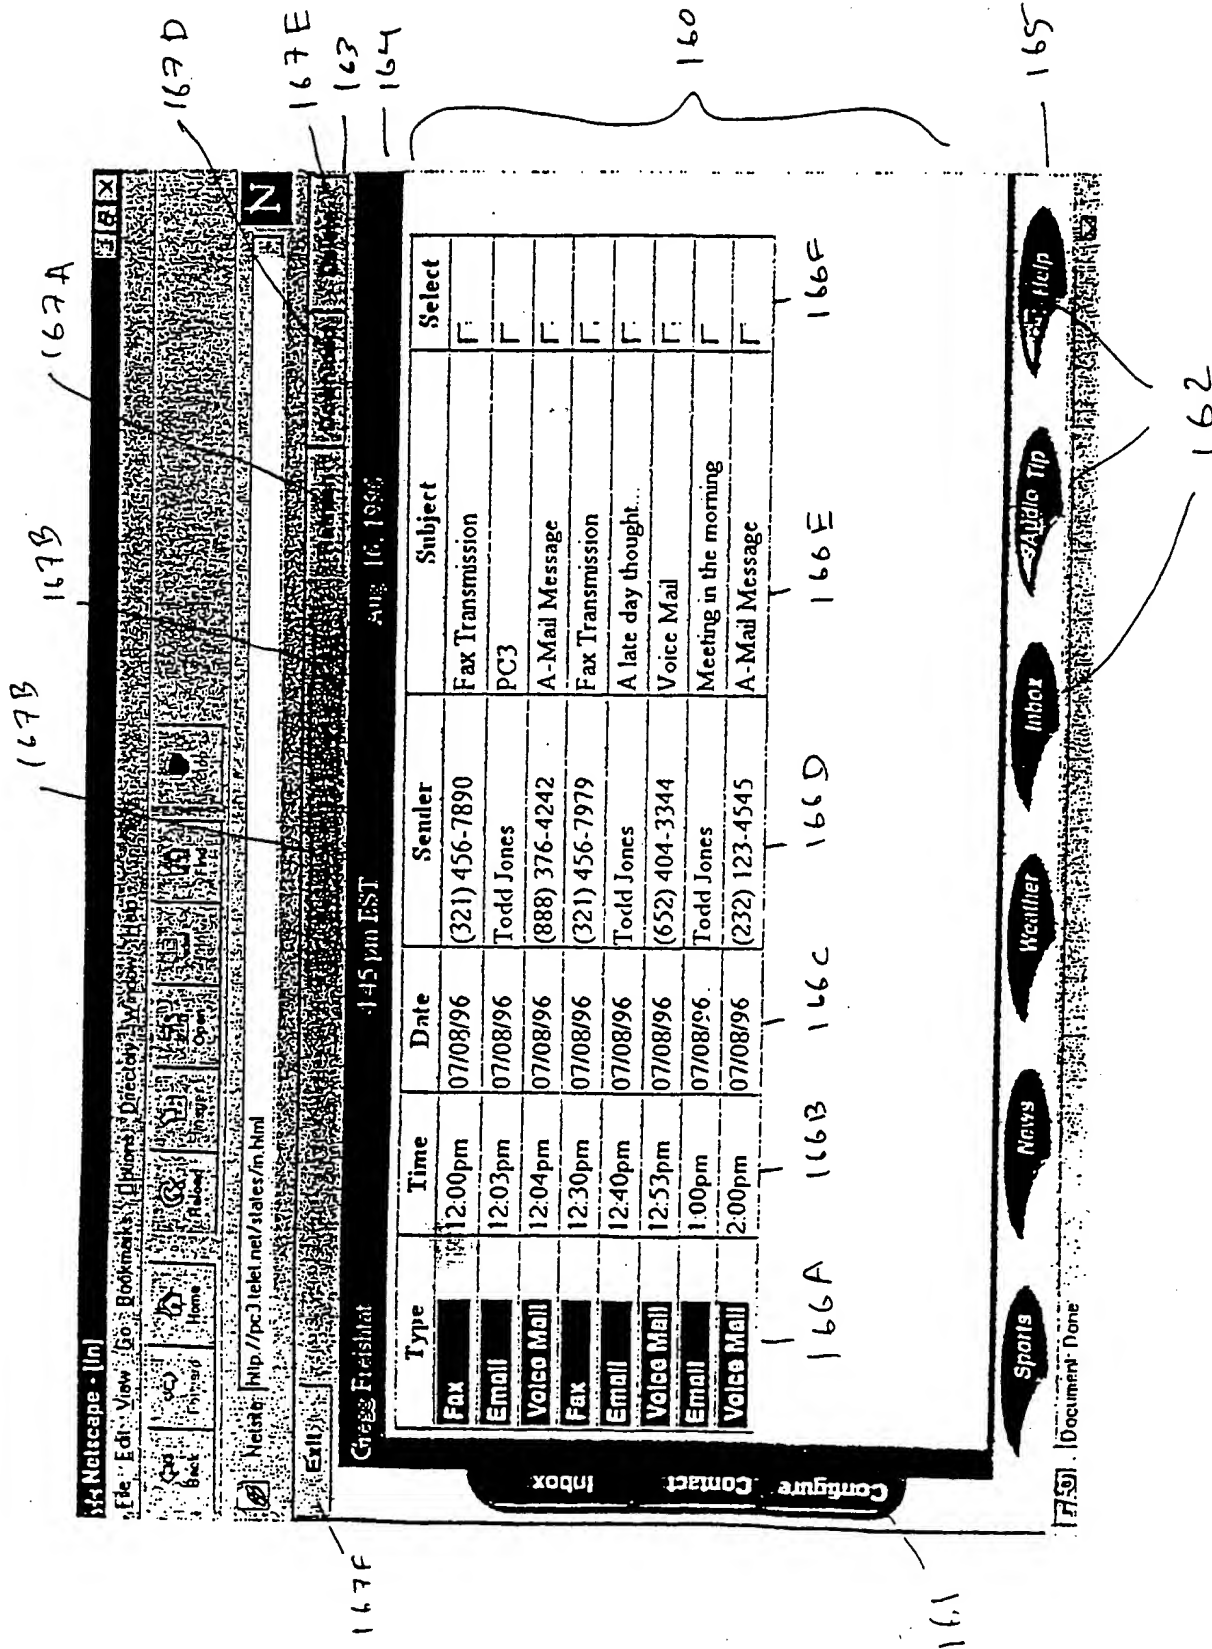 167B
167B
167A
167D
Netscape - [In]
File Edit View Go Bookmarks Options Directory Window Help
Back
Forward
Home
Reload
Open
Find
Stop
Netsite:
http://pc3.telet.net/states/in.html
N
Exit
167F
167E
163
164
4:45 pm EST
Aug. 16, 1996
Type Time Date Sender Subject Select
Fax 12:00pm 07/08/96 (321) 456-7890 Fax Transmission
Email 12:03pm 07/08/96 Todd Jones PC3
Voice Mail 12:04pm 07/08/96 (888) 376-4242 A-Mail Message
Fax 12:30pm 07/08/96 (321) 456-7979 Fax Transmission
Email 12:40pm 07/08/96 Todd Jones A late day thought...
Voice Mail 12:53pm 07/08/96 (652) 404-3344 Voice Mail
Email 1:00pm 07/08/96 Todd Jones Meeting in the morning
Voice Mail 2:00pm 07/08/96 (232) 123-4545 A-Mail Message
166A 166B 166C 166D 166E 166F
160
Inbox
Contact
Configure
161
Sports News Weather Inbox Audio Tip Help
165
Document: Done
162